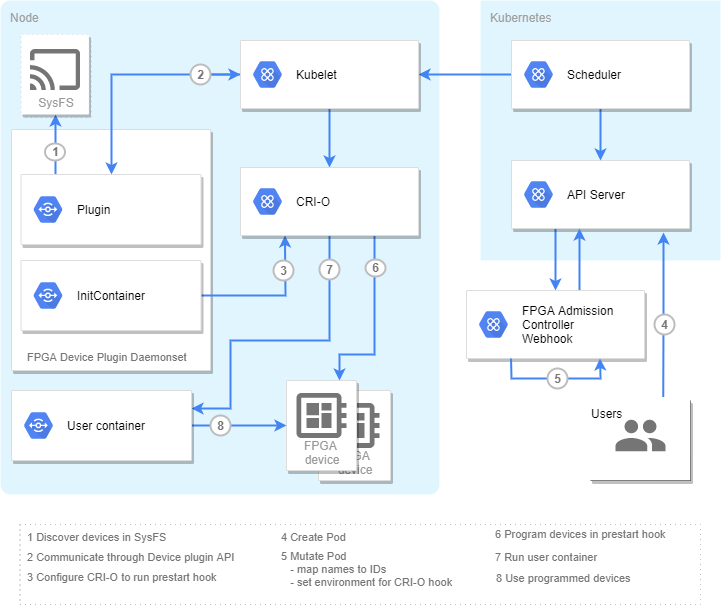 Node
Kubernetes
SysFS
2
Kubelet
Scheduler
1
Plugin
CRI-O
API Server
InitContainer
3
7
6
FPGA Device Plugin Daemonset
FPGA Admission
Controller
Webhook
4
5
User container
8
FPGA
device
GA
device
Users
1 Discover devices in SysFS
2 Communicate through Device plugin API
3 Configure CRI-O to run prestart hook
4 Create Pod
5 Mutate Pod
- map names to IDs
- set environment for CRI-O hook
6 Program devices in prestart hook
7 Run user container
8 Use programmed devices